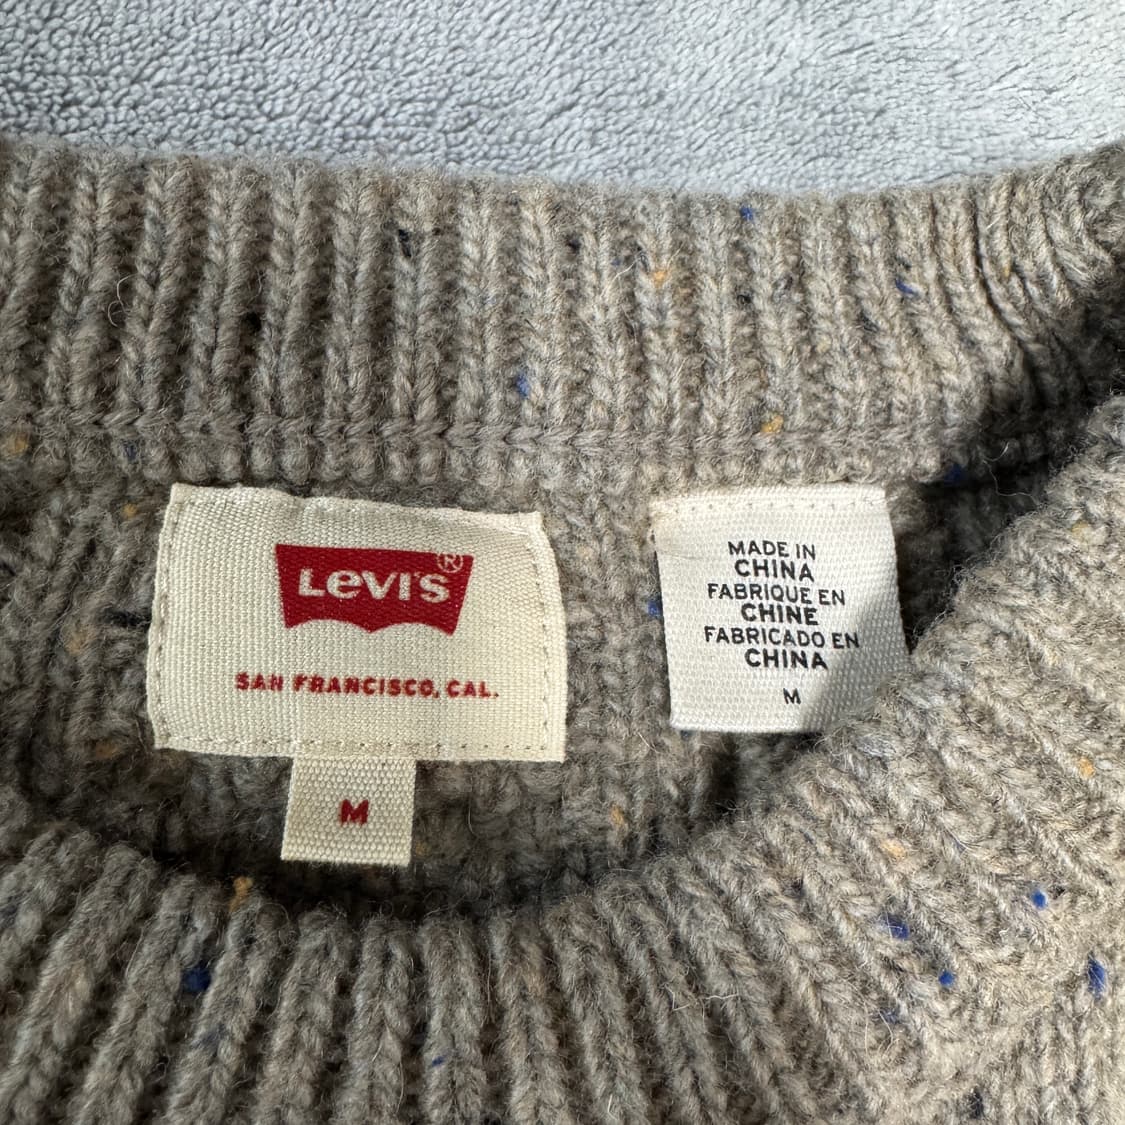 LEVI'S®
SAN FRANCISCO, CAL.
M
MADE IN
CHINA
FABRIQUE EN
CHINE
FABRICADO EN
CHINA
M